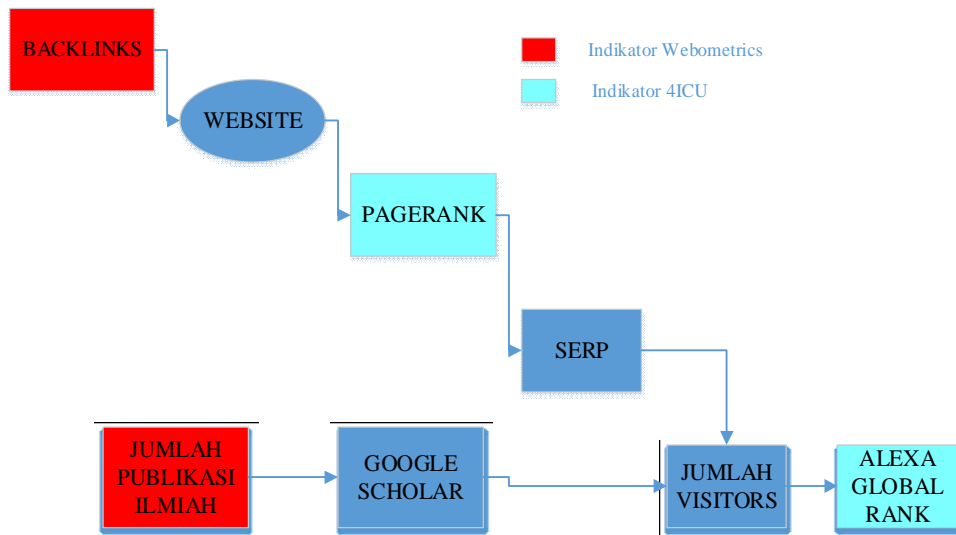 BACKLINKS
Indikator Webometrics
Indikator 4ICU
WEBSITE
PAGERANK
SERP
JUMLAH
PUBLIKASI
ILMIAH
GOOGLE
SCHOLAR
JUMLAH
VISITORS
ALEXA
GLOBAL
RANK